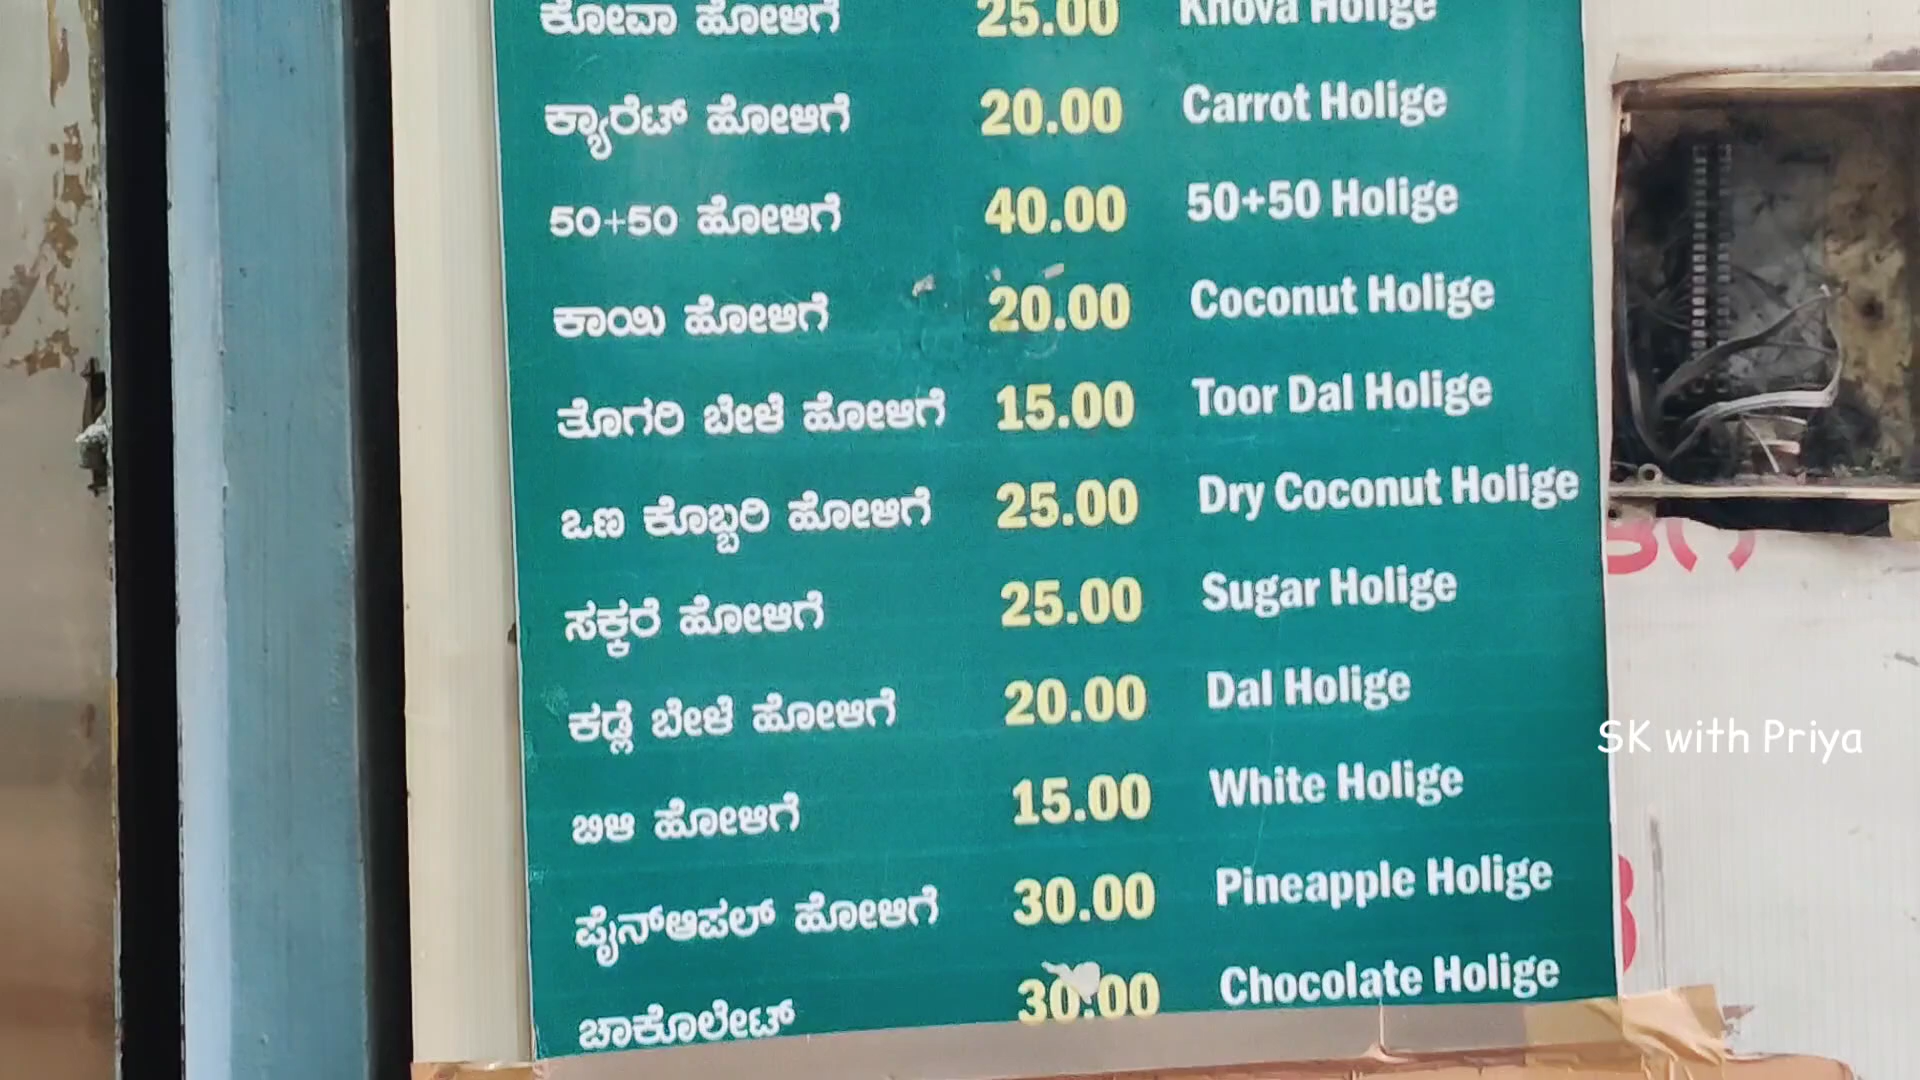 ಕೋವಾ ಹೋಳಿಗೆ 25.00 Khova Holige
ಕ್ಯಾರೆಟ್ ಹೋಳಿಗೆ 20.00 Carrot Holige
50+50 ಹೋಳಿಗೆ 40.00 50+50 Holige
ಕಾಯಿ ಹೋಳಿಗೆ 20.00 Coconut Holige
ತೊಗರಿ ಬೇಳೆ ಹೋಳಿಗೆ 15.00 Toor Dal Holige
ಒಣ ಕೊಬ್ಬರಿ ಹೋಳಿಗೆ 25.00 Dry Coconut Holige
ಸಕ್ಕರೆ ಹೋಳಿಗೆ 25.00 Sugar Holige
ಕಡ್ಲೆ ಬೇಳೆ ಹೋಳಿಗೆ 20.00 Dal Holige
SK with Priya
ಬಿಳಿ ಹೋಳಿಗೆ 15.00 White Holige
ಪೈನ್ಆಪಲ್ ಹೋಳಿಗೆ 30.00 Pineapple Holige
ಚಾಕೊಲೇಟ್ 30.00 Chocolate Holige